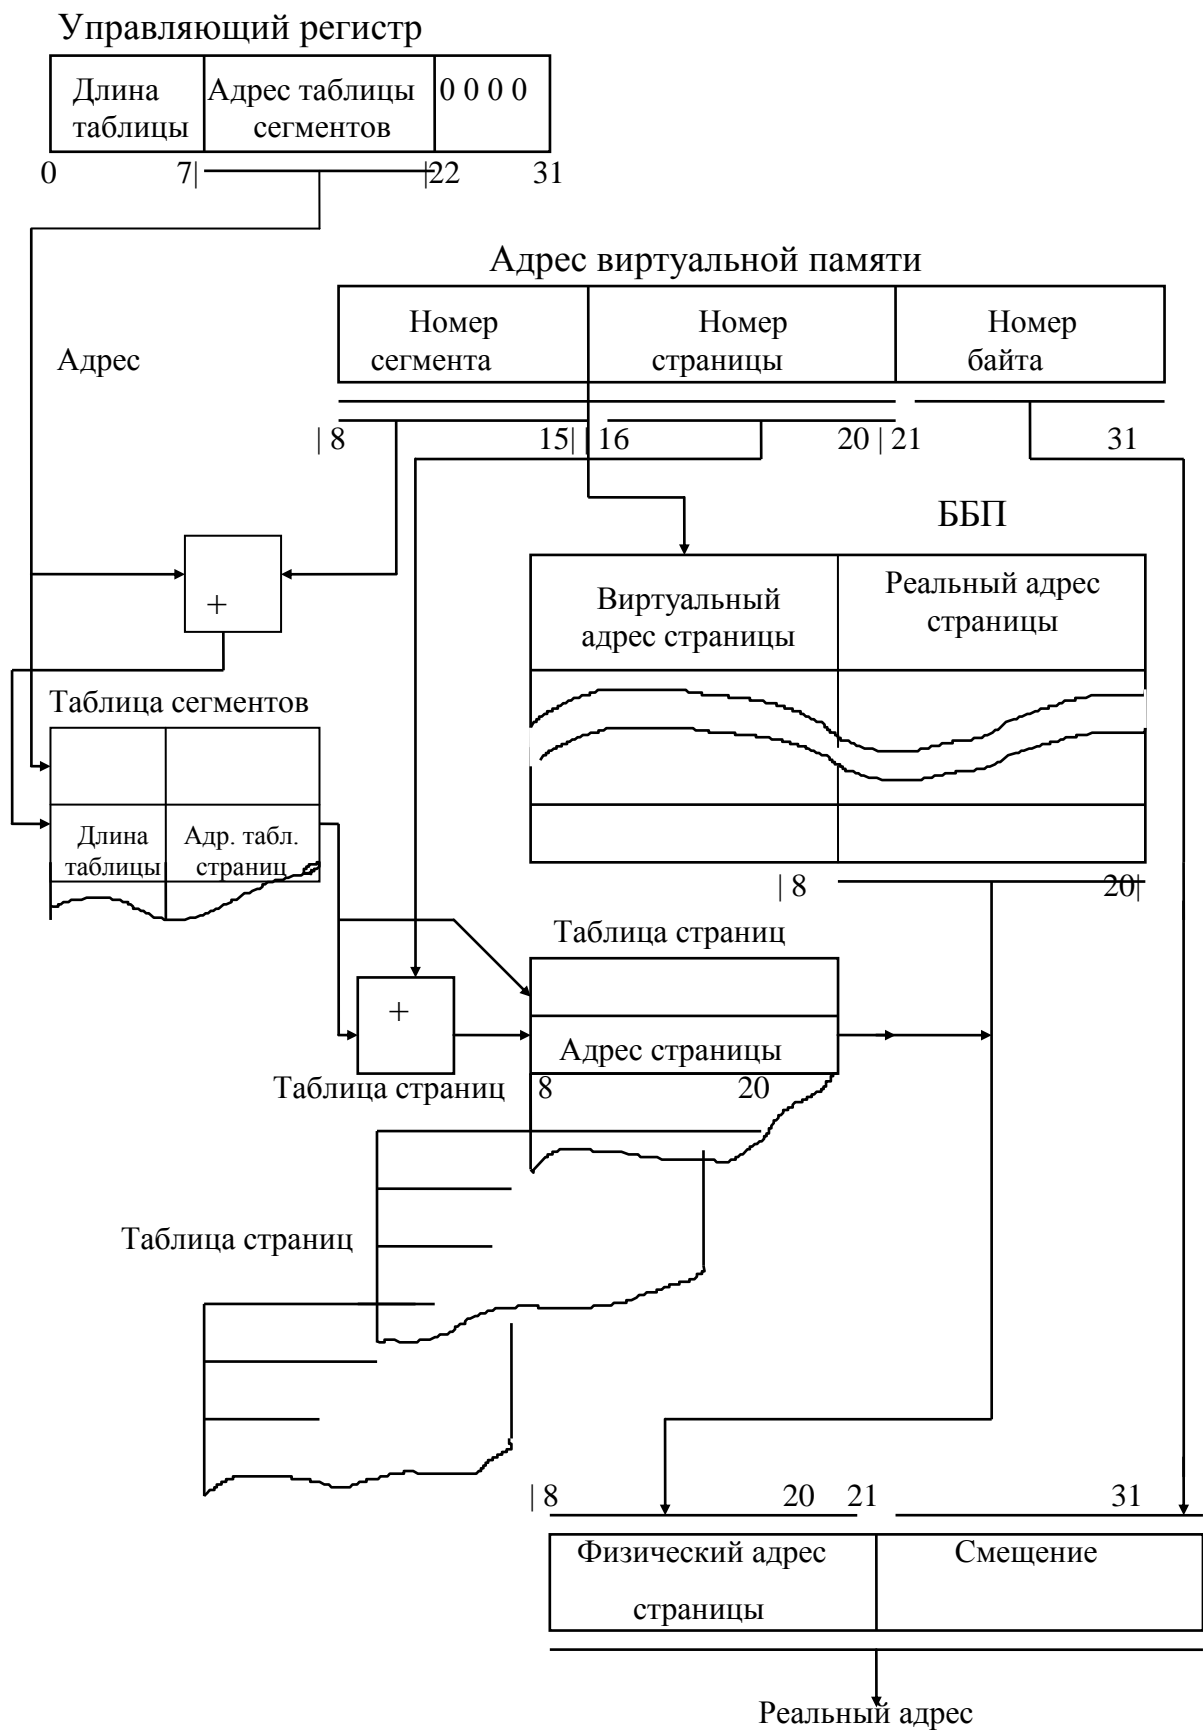 Управляющий регистр
Длина Адрес таблицы 0 0 0 0
таблицы сегментов
0 7| |22 31
Адрес виртуальной памяти
Номер Номер Номер
Адрес сегмента страницы байта
| 8 15| | 16 20 | 21 31
ББП
+
Виртуальный Реальный адрес
адрес страницы страницы
Таблица сегментов
Длина Адр. табл.
таблицы страниц
| 8 20|
Таблица страниц
+
Адрес страницы
Таблица страниц 8 20
Таблица страниц
| 8 20 21 31
Физический адрес Смещение
страницы
Реальный адрес